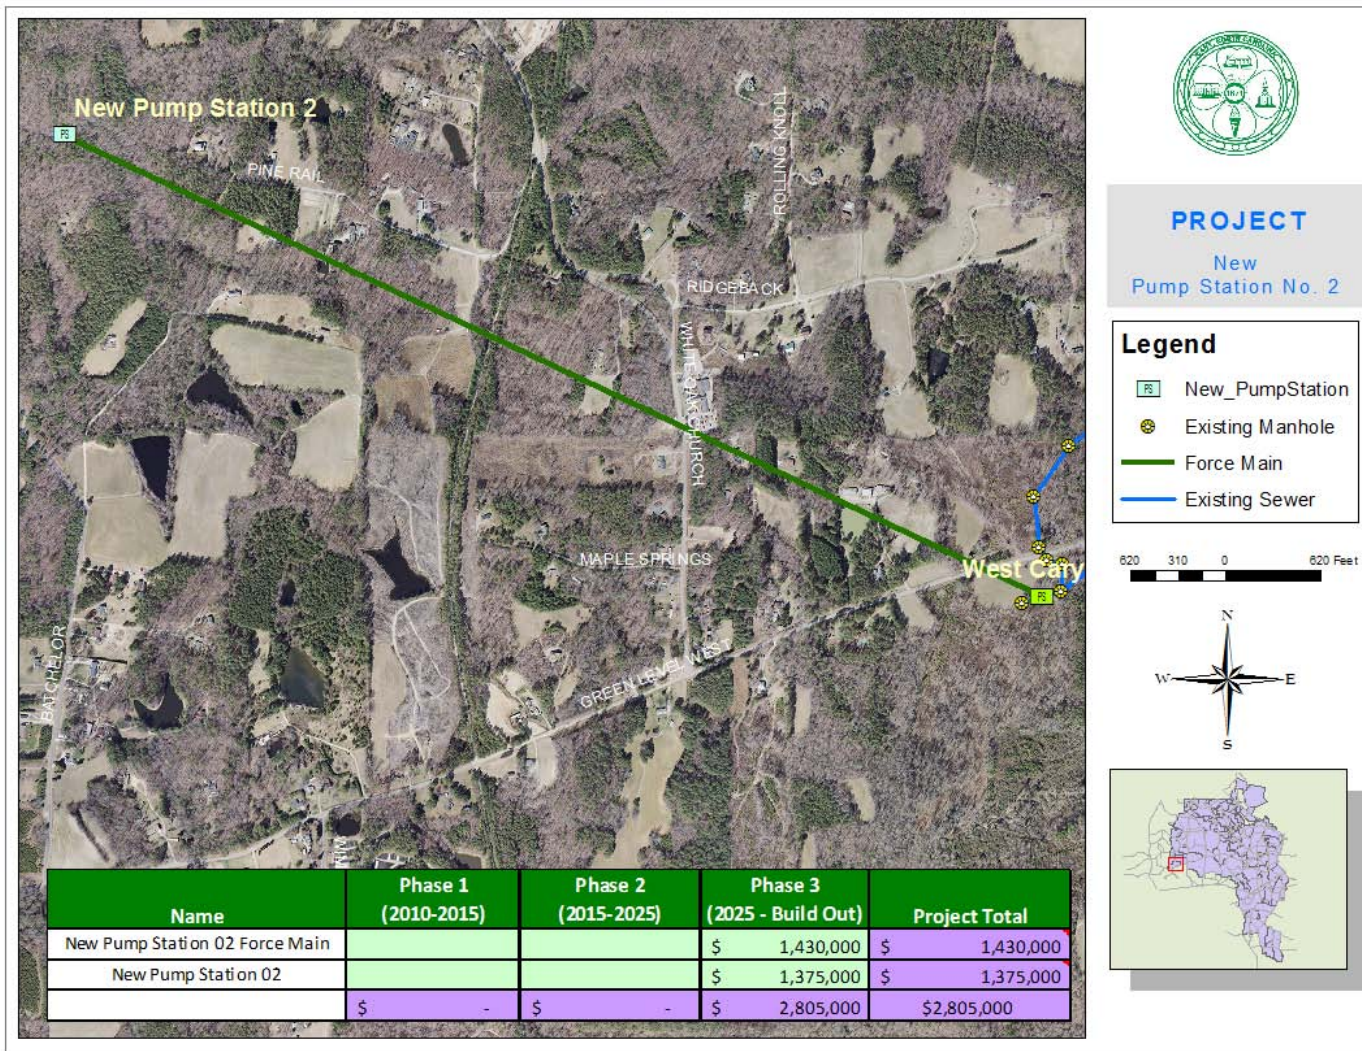 New Pump Station 2
PS
PINE RAIL
ROLLING KNOLL
RIDGEBACK
WHITE OAK CHURCH
MAPLE SPRINGS
West Cary
PS
GREEN LEVEL WEST
BATCHELOR
Name Phase 1 (2010-2015) Phase 2 (2015-2025) Phase 3 (2025 - Build Out) Project Total
New Pump Station 02 Force Main $ 1,430,000 $ 1,430,000
New Pump Station 02 $ 1,375,000 $ 1,375,000
$ - $ - $ 2,805,000 $2,805,000
1871
PROJECT
New
Pump Station No. 2
Legend
PS New_PumpStation
Existing Manhole
Force Main
Existing Sewer
620 310 0 620 Feet
N
W E
S